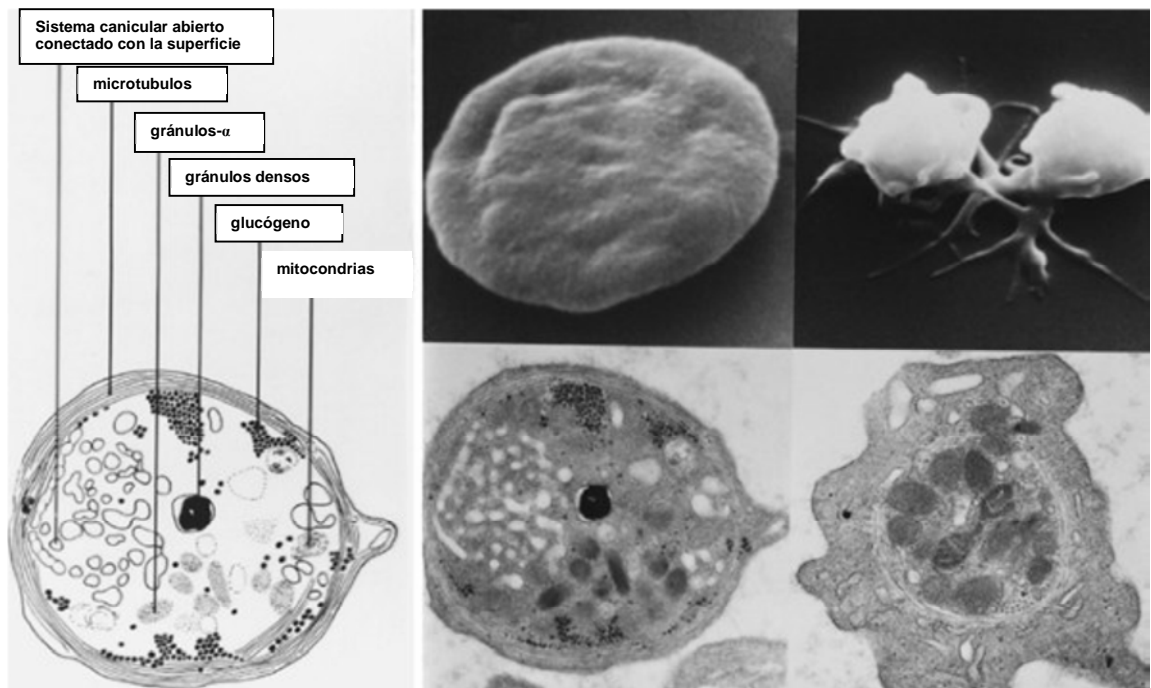 Sistema canicular abierto
conectado con la superficie
microtubulos
gránulos-α
gránulos densos
glucógeno
mitocondrias